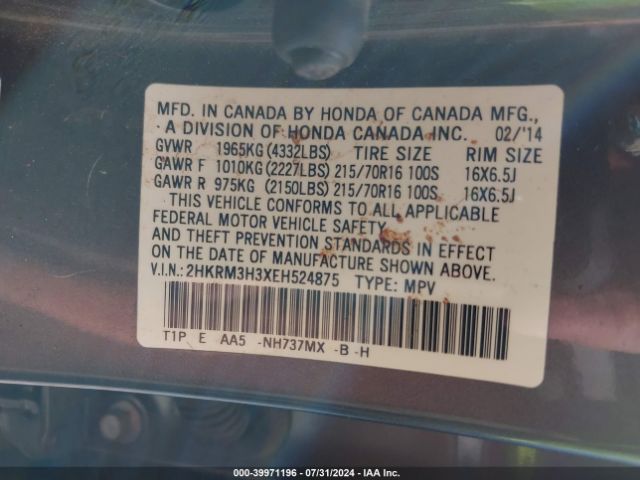 MFD. IN CANADA BY HONDA OF CANADA MFG.,
A DIVISION OF HONDA CANADA INC. 02/'14
GVWR 1965KG (4332LBS) TIRE SIZE RIM SIZE
GAWR F 1010KG (2227LBS) 215/70R16 100S 16X6.5J
GAWR R 975KG (2150LBS) 215/70R16 100S 16X6.5J
THIS VEHICLE CONFORMS TO ALL APPLICABLE
FEDERAL MOTOR VEHICLE SAFETY
AND THEFT PREVENTION STANDARDS IN EFFECT
ON THE DATE OF MANUFACTURE SHOWN ABOVE.
V.I.N.: 2HKRM3H3XEH524875 TYPE: MPV
T1P E AA5 -NH737MX -B -H
000-39971196 - 07/31/2024 - IAA Inc.